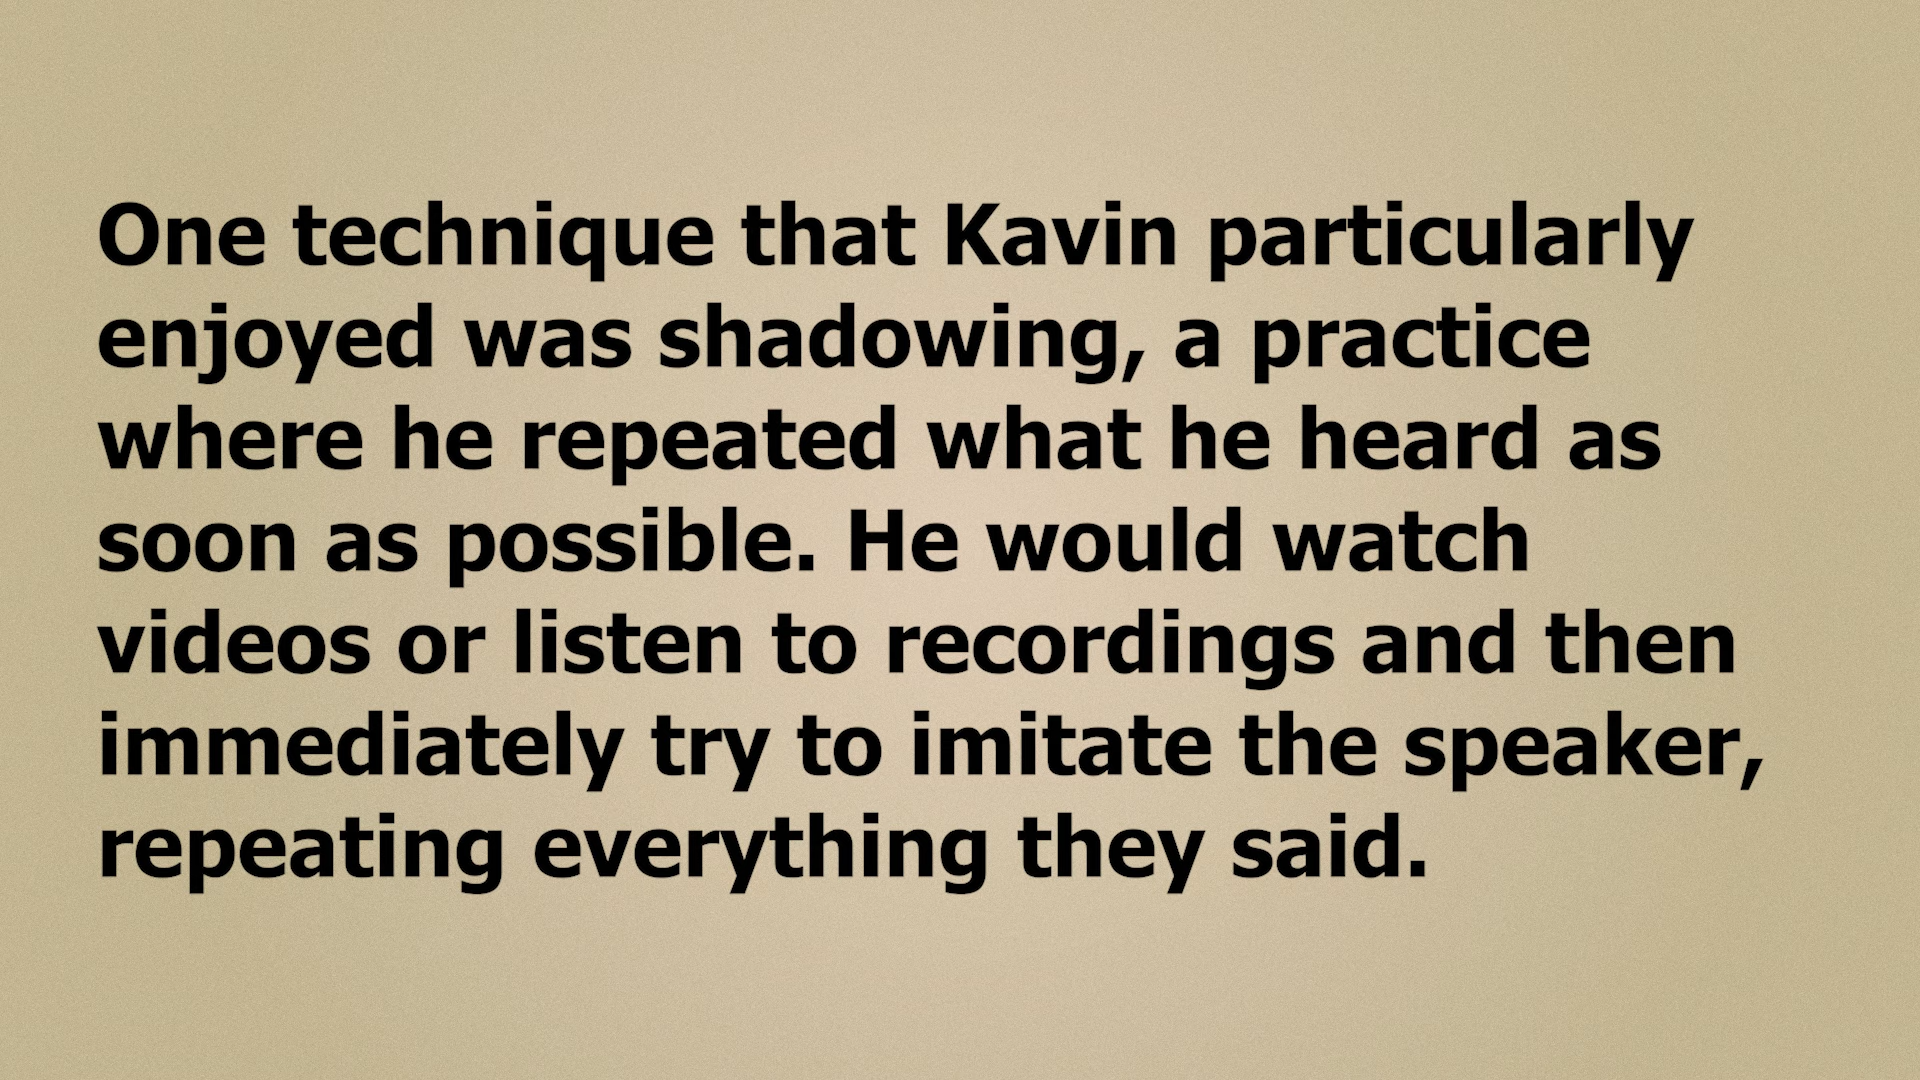 One technique that Kavin particularly
enjoyed was shadowing, a practice
where he repeated what he heard as
soon as possible. He would watch
videos or listen to recordings and then
immediately try to imitate the speaker,
repeating everything they said.